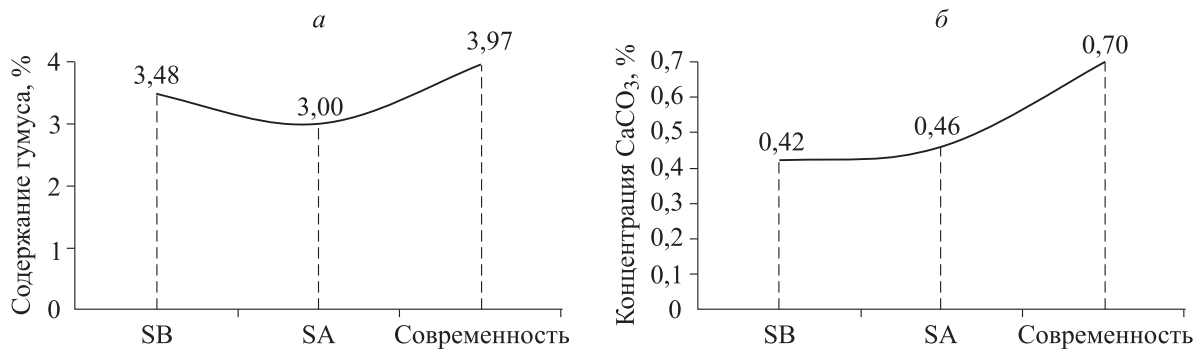 а
Содержание гумуса, %
4
3
2
1
0
3,48
3,00
3,97
SB
SA
Современность
б
Концентрация CaCO3, %
0,7
0,6
0,5
0,4
0,3
0,2
0,1
0
0,42
0,46
0,70
SB
SA
Современность